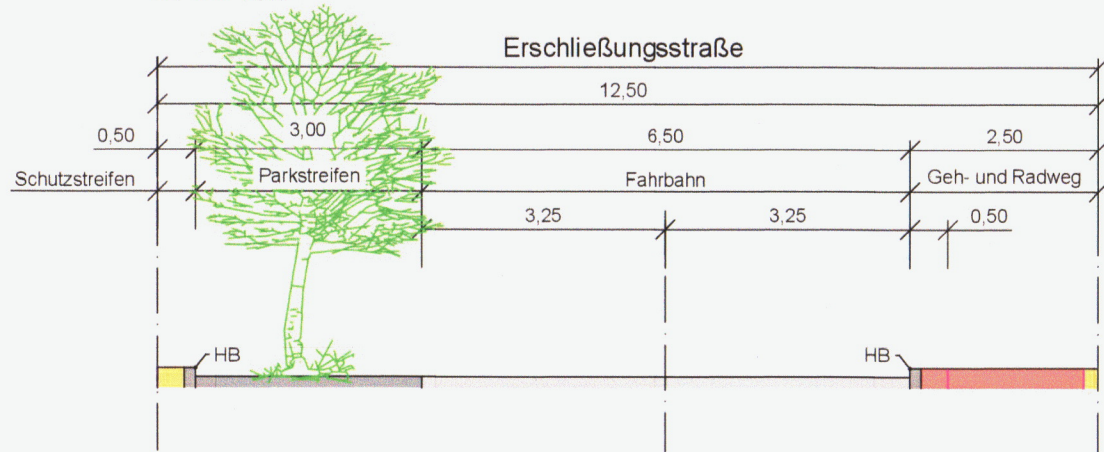 Erschließungsstraße
12,50
0,50 3,00 6,50 2,50
Schutzstreifen Parkstreifen Fahrbahn Geh- und Radweg
3,25 3,25 0,50
HB HB